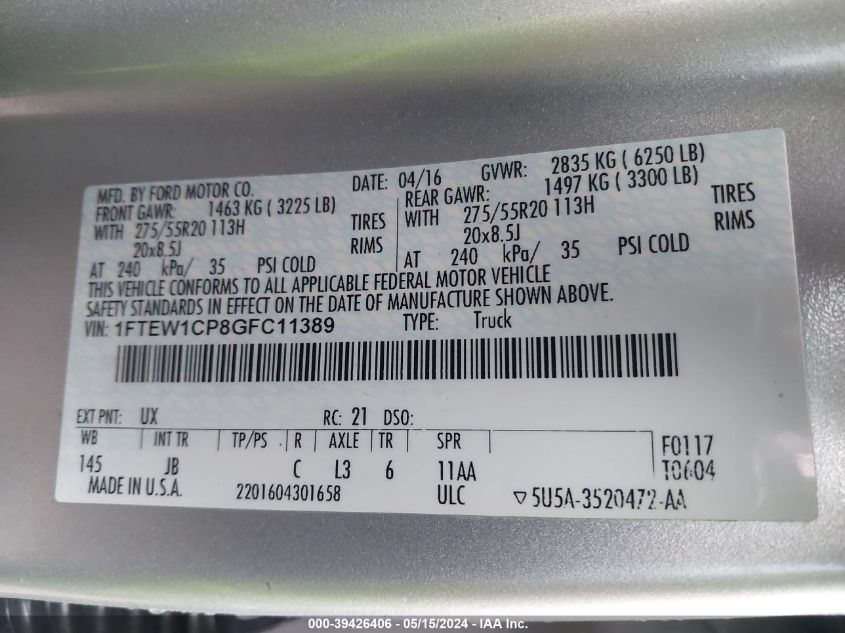 MFD. BY FORD MOTOR CO.
DATE: 04/16 GVWR: 2835 KG ( 6250 LB)
FRONT GAWR: 1463 KG ( 3225 LB)
WITH 275/55R20 113H TIRES
20x8.5J RIMS
AT 240 kPa/ 35 PSI COLD
REAR GAWR: 1497 KG ( 3300 LB)
WITH 275/55R20 113H TIRES
20x8.5J RIMS
AT 240 kPa/ 35 PSI COLD
THIS VEHICLE CONFORMS TO ALL APPLICABLE FEDERAL MOTOR VEHICLE
SAFETY STANDARDS IN EFFECT ON THE DATE OF MANUFACTURE SHOWN ABOVE.
VIN: 1FTEW1CP8GFC11389 TYPE: Truck
EXT PNT: UX RC: 21 DSO:
WB INT TR TP/PS R AXLE TR SPR
145 JB C L3 6 11AA
F0117
T0604
MADE IN U.S.A. 2201604301658 ULC ▽5U5A-3520472-AA
000-39426406 - 05/15/2024 - IAA Inc.